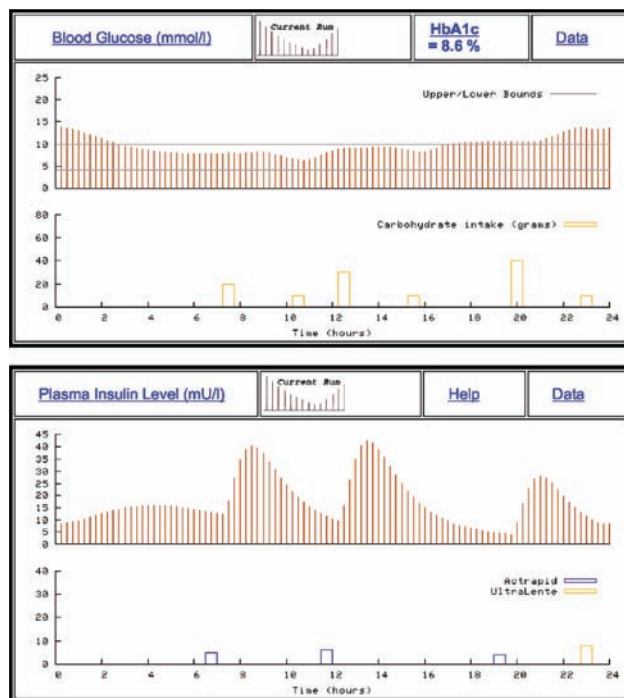 Blood Glucose (mmol/l)
Current Run
HbA1c
= 8.6 %
Data
25
20
15
10
5
0
Upper/Lower Bounds
80
60
40
20
0
Carbohydrate intake (grams)
0 2 4 6 8 10 12 14 16 18 20 22 24
Time (hours)
Plasma Insulin Level (mU/l)
Current Run
Help
Data
45
40
35
30
25
20
15
10
5
0
40
30
20
10
0
Actrapid
UltraLente
0 2 4 6 8 10 12 14 16 18 20 22 24
Time (hours)